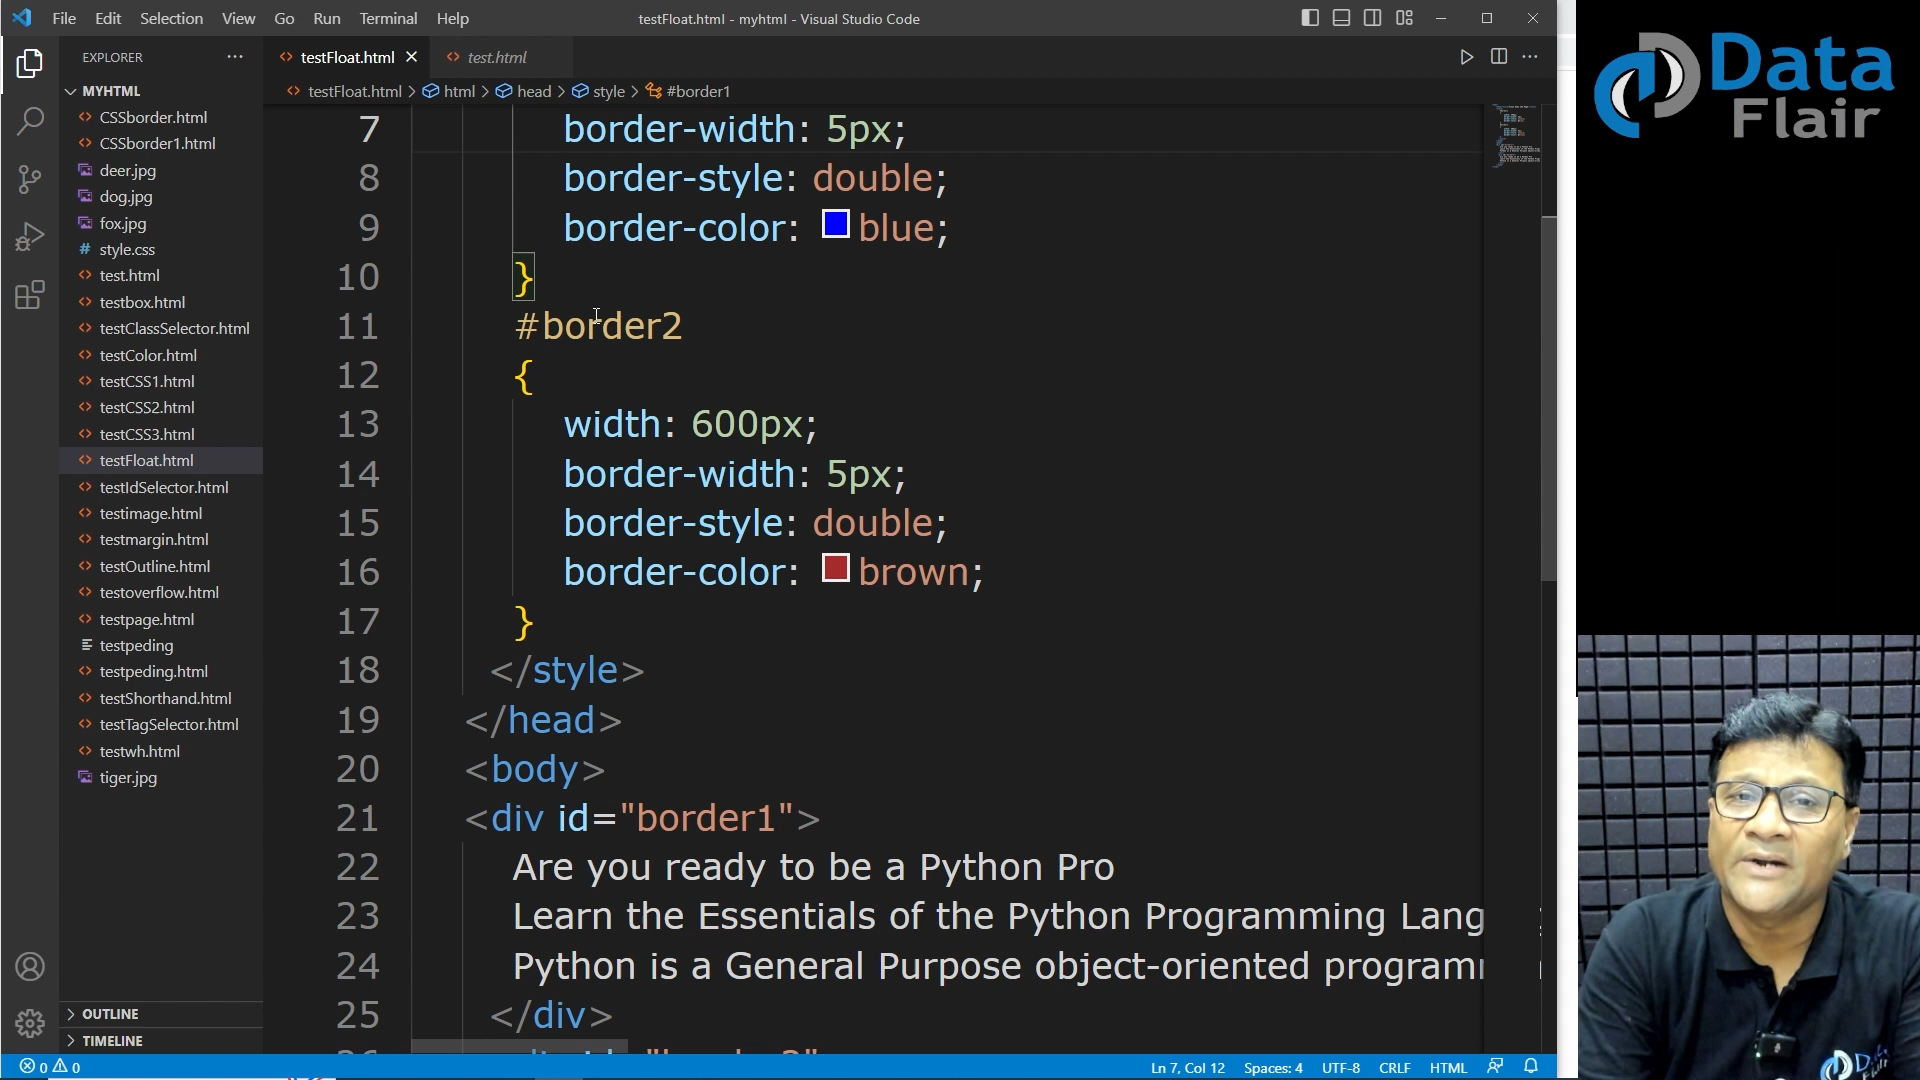 File Edit Selection View Go Run Terminal Help
testFloat.html - myhtml - Visual Studio Code
Data
Flair
EXPLORER
testFloat.html
test.html
MYHTML
testFloat.html > html > head > style > #border1
CSSborder.html
CSSborder1.html
deer.jpg
dog.jpg
fox.jpg
style.css
test.html
testbox.html
testClassSelector.html
testColor.html
testCSS1.html
testCSS2.html
testCSS3.html
testFloat.html
testIdSelector.html
testimage.html
testmargin.html
testOutline.html
testoverflow.html
testpage.html
testpeding
testpeding.html
testShorthand.html
testTagSelector.html
testwh.html
tiger.jpg
OUTLINE
TIMELINE
7 border-width: 5px;
8 border-style: double;
9 border-color: blue;
10 }
11 #border2
12 {
13 width: 600px;
14 border-width: 5px;
15 border-style: double;
16 border-color: brown;
17 }
18 </style>
19 </head>
20 <body>
21 <div id="border1">
22 Are you ready to be a Python Pro
23 Learn the Essentials of the Python Programming Lang
24 Python is a General Purpose object-oriented program
25 </div>
0 0
Ln 7, Col 12 Spaces: 4 UTF-8 CRLF HTML